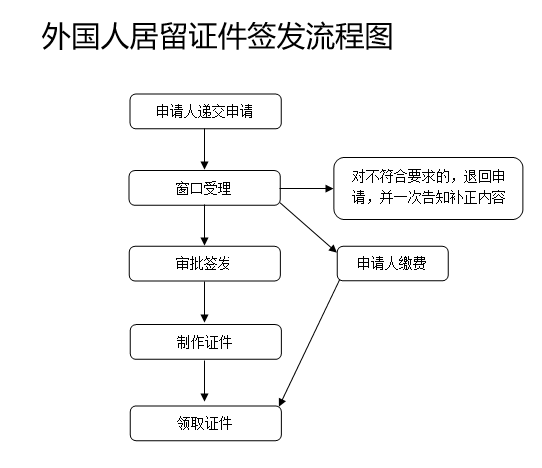 外国人居留证件签发流程图
申请人递交申请
窗口受理
对不符合要求的，退回申
请，并一次告知补正内容
审批签发
申请人缴费
制作证件
领取证件